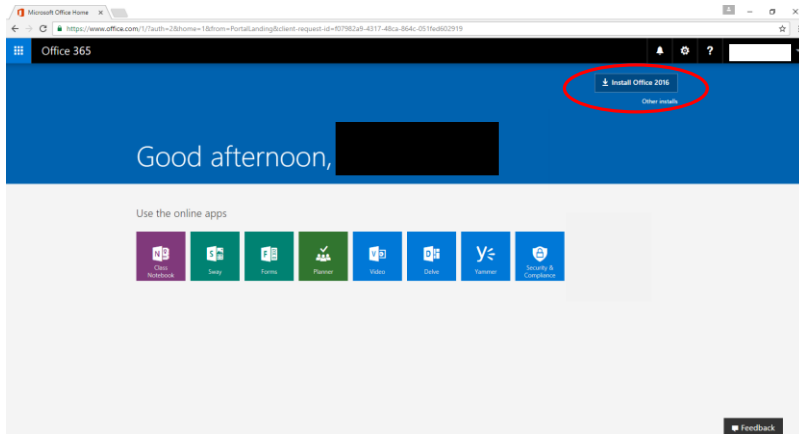 Microsoft Office Home
https://www.office.com/1/?auth=2&home=1&from=PortalLanding&client-request-id=f07982a9-4317-48ca-864c-051fed602919
Office 365
?
Install Office 2016
Other installs
Good afternoon,
Use the online apps
Class Notebook
Sway
Forms
Planner
Video
Delve
Yammer
Security & Compliance
Feedback